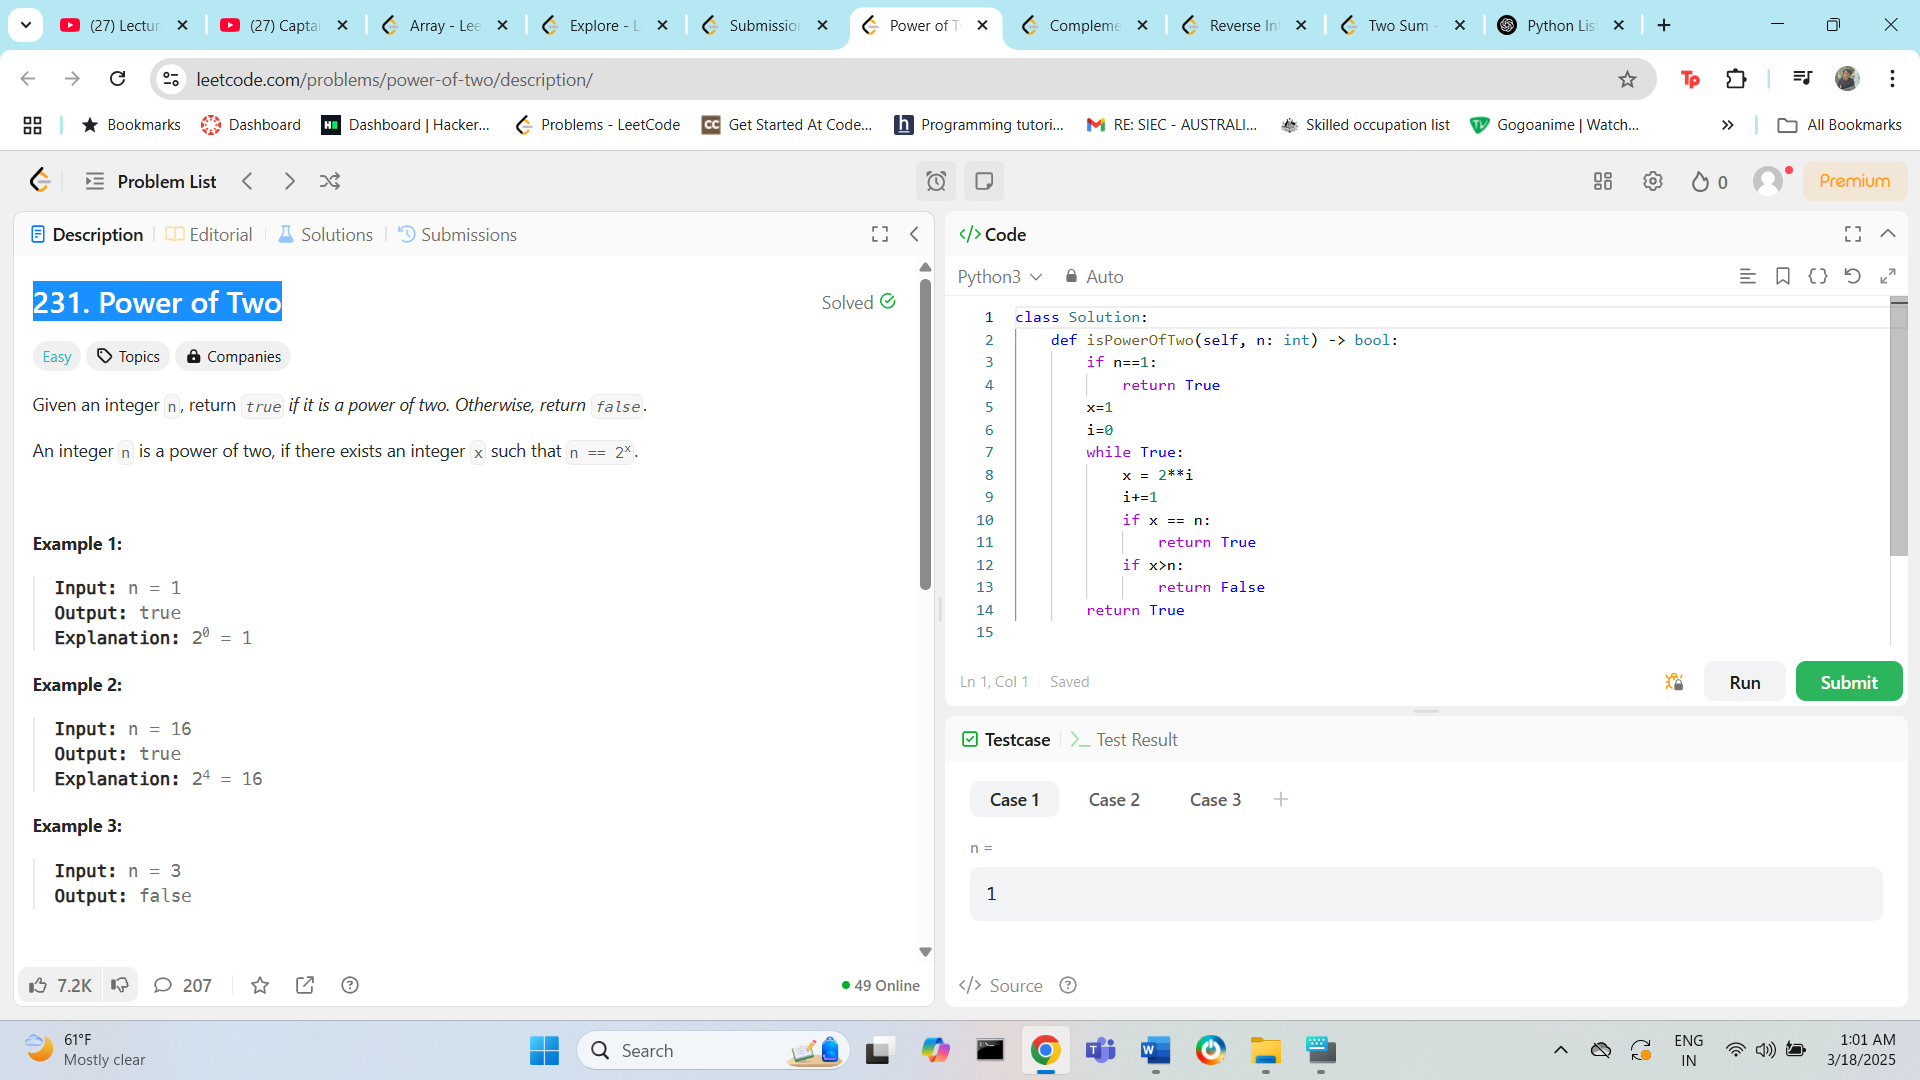 (27) Lectur
(27) Captai
Array - Lee
Explore - L
Submission
Power of T
Compleme
Reverse In
Two Sum -
Python Lis
leetcode.com/problems/power-of-two/description/
Tp
Bookmarks
Dashboard
Dashboard | Hacker...
Problems - LeetCode
CC Get Started At Code...
h Programming tutori...
RE: SIEC - AUSTRALI...
Skilled occupation list
Gogoanime | Watch...
All Bookmarks
Problem List
0
Premium
Description
Editorial
Solutions
Submissions
231. Power of Two
Solved
Easy
Topics
Companies
Given an integer n, return true if it is a power of two. Otherwise, return false.
An integer n is a power of two, if there exists an integer x such that n == 2ˣ.
Example 1:
Input: n = 1
Output: true
Explanation: 2⁰ = 1
Example 2:
Input: n = 16
Output: true
Explanation: 2⁴ = 16
Example 3:
Input: n = 3
Output: false
7.2K
207
49 Online
</> Code
Python3
Auto
1 class Solution:
2     def isPowerOfTwo(self, n: int) -> bool:
3         if n==1:
4             return True
5         x=1
6         i=0
7         while True:
8             x = 2**i
9             i+=1
10             if x == n:
11                 return True
12             if x>n:
13                 return False
14         return True
15
Ln 1, Col 1
Saved
Run
Submit
Testcase
Test Result
Case 1
Case 2
Case 3
n =
1
</> Source
61°F
Mostly clear
Search
ENG
IN
1:01 AM
3/18/2025